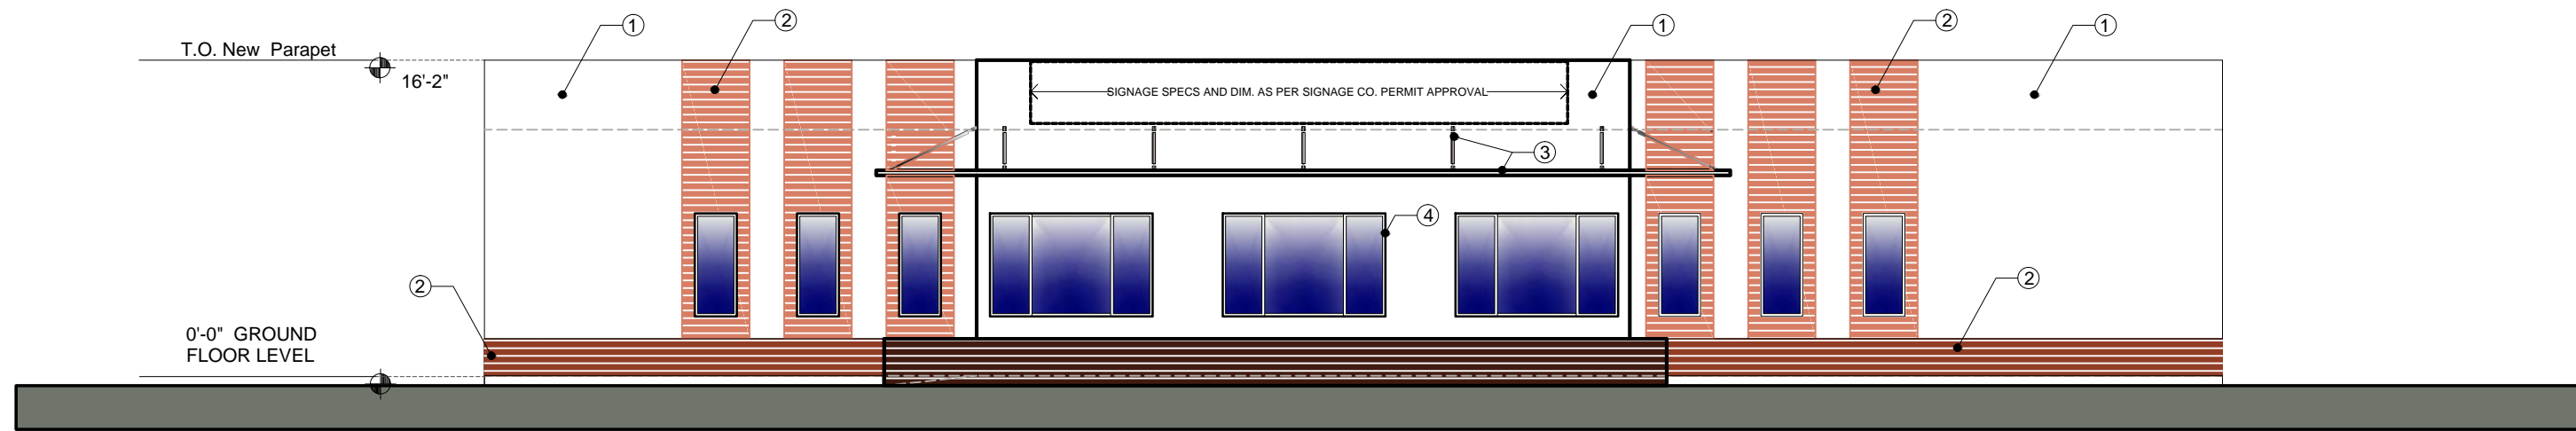 ① ② ① ② ①
T.O. New  Parapet
16'-2"
SIGNAGE SPECS AND DIM. AS PER SIGNAGE CO. PERMIT APPROVAL
③
④
② ②
0'-0"  GROUND
FLOOR LEVEL